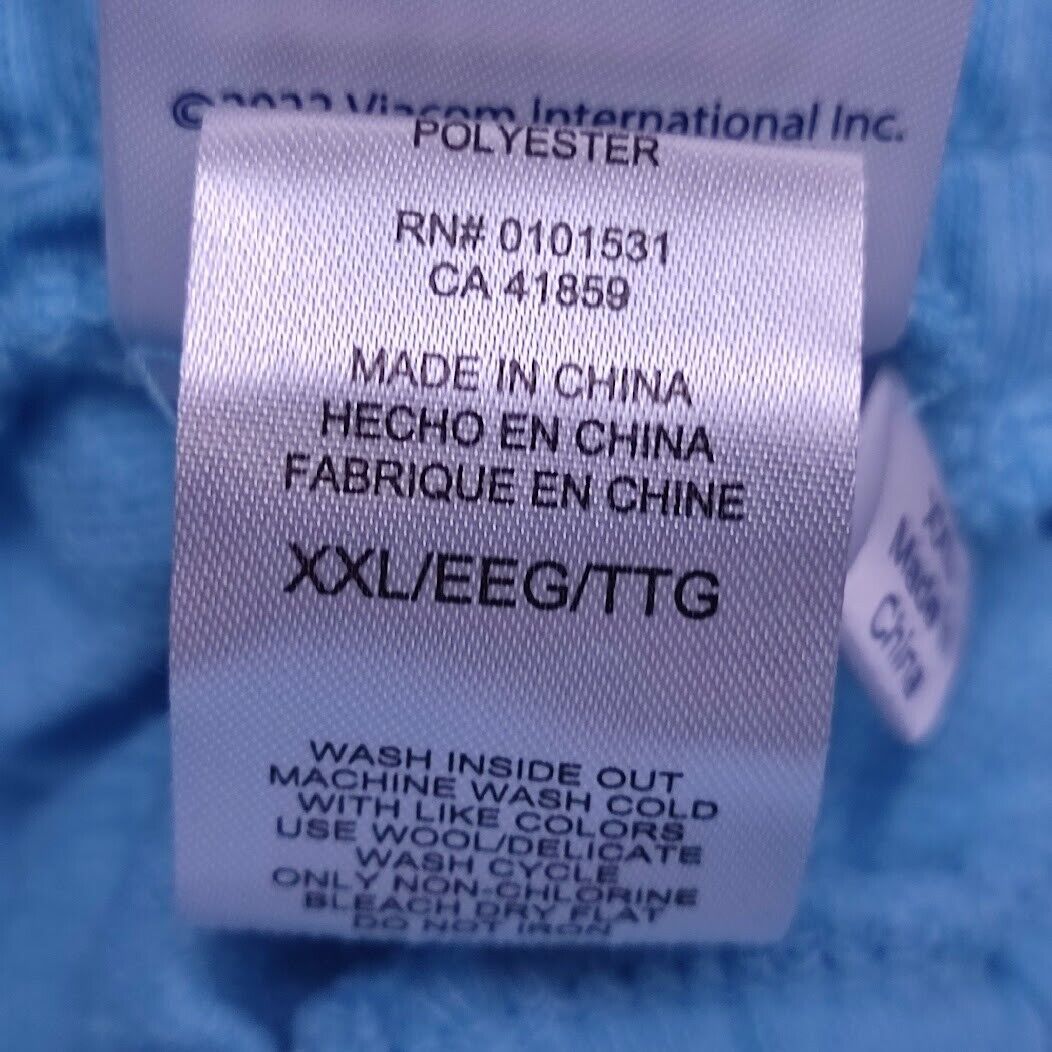 ©2022 Viacom International Inc.
POLYESTER
RN# 0101531
CA 41859
MADE IN CHINA
HECHO EN CHINA
FABRIQUE EN CHINE
XXL/EEG/TTG
WASH INSIDE OUT
MACHINE WASH COLD
WITH LIKE COLORS
USE WOOL/DELICATE
WASH CYCLE
ONLY NON-CHLORINE
BLEACH DRY FLAT
DO NOT IRON
Made
China